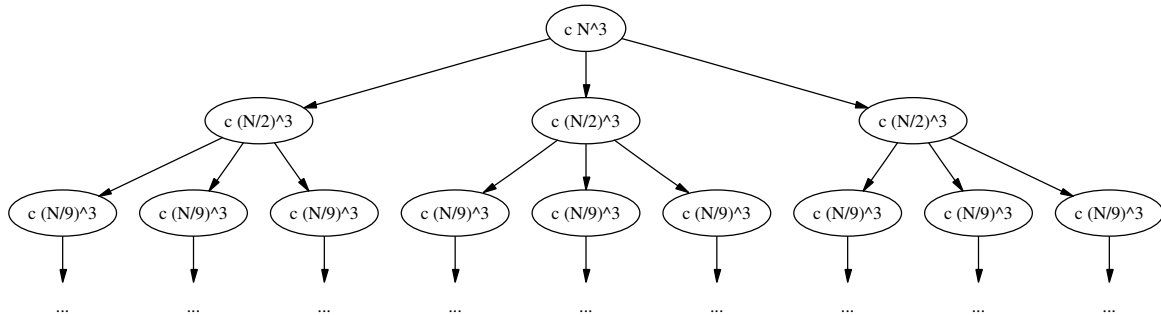 c N^3
c (N/2)^3 c (N/2)^3 c (N/2)^3
c (N/9)^3 c (N/9)^3 c (N/9)^3 c (N/9)^3 c (N/9)^3 c (N/9)^3 c (N/9)^3 c (N/9)^3 c (N/9)^3
... ... ... ... ... ... ... ... ...